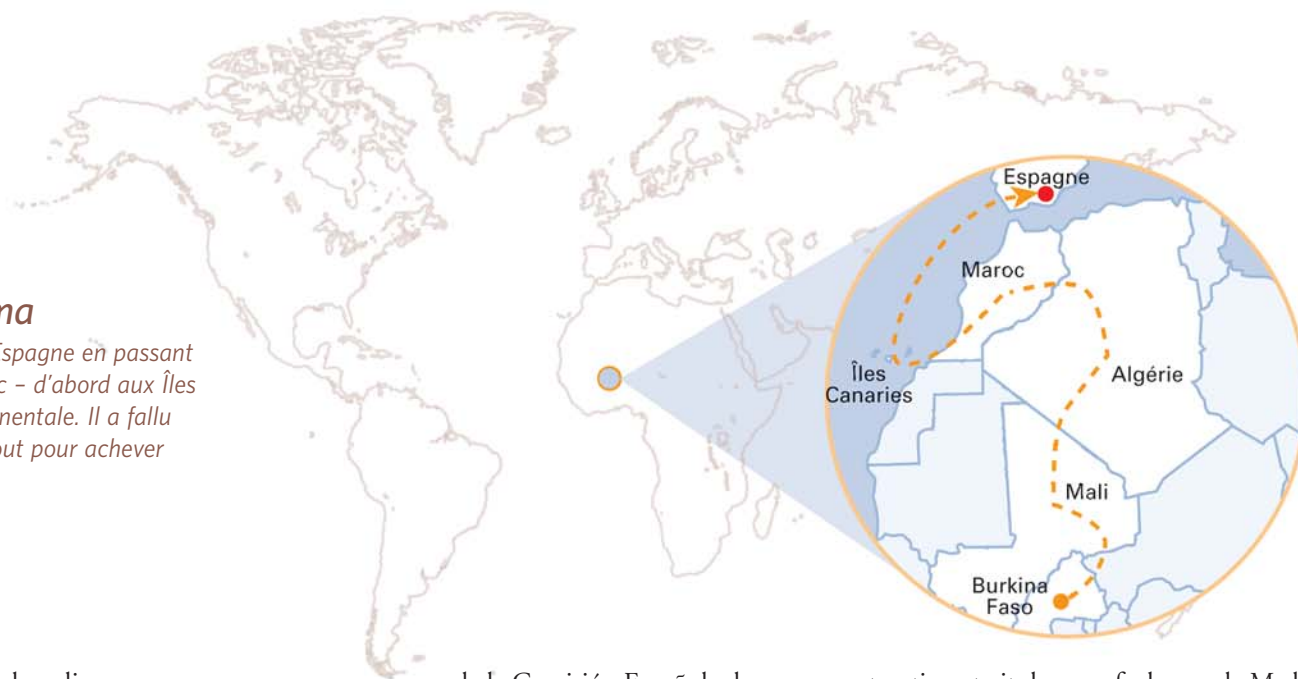 na
Espagne en passant
c – d'abord aux Îles
nentale. Il a fallu
out pour achever
Espagne
Maroc
Îles
Canaries
Algérie
Mali
Burkina
Faso